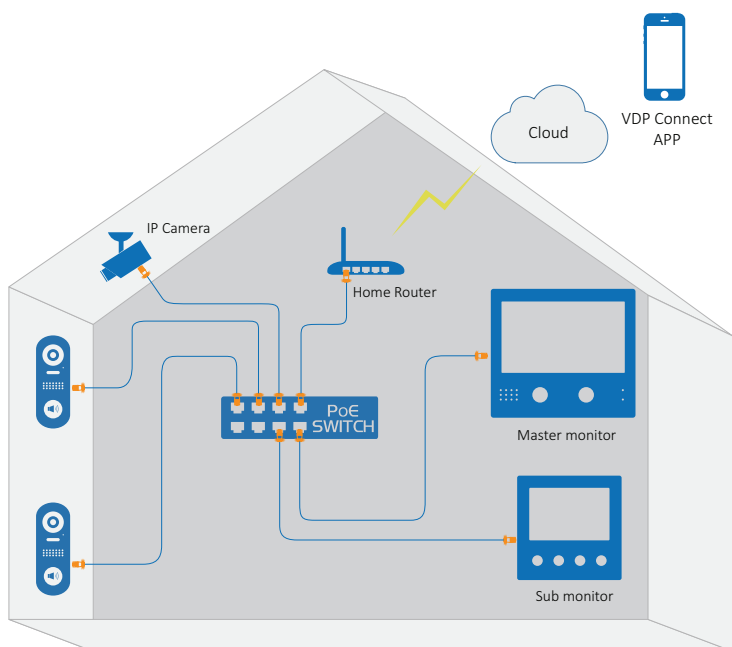 VDP Connect
APP
Cloud
IP Camera
Home Router
PoE
SWITCH
Master monitor
Sub monitor